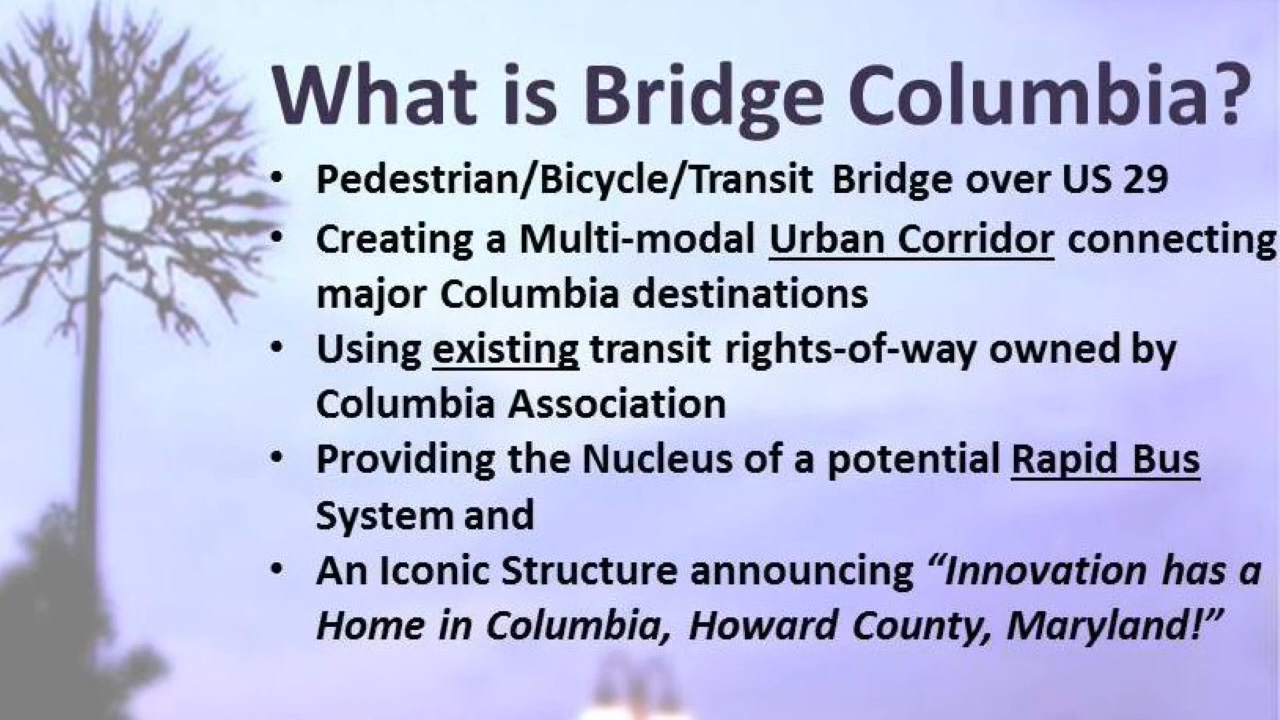 What is Bridge Columbia?
• Pedestrian/Bicycle/Transit Bridge over US 29
• Creating a Multi-modal Urban Corridor connecting
major Columbia destinations
• Using existing transit rights-of-way owned by
Columbia Association
• Providing the Nucleus of a potential Rapid Bus
System and
• An Iconic Structure announcing “Innovation has a
Home in Columbia, Howard County, Maryland!”